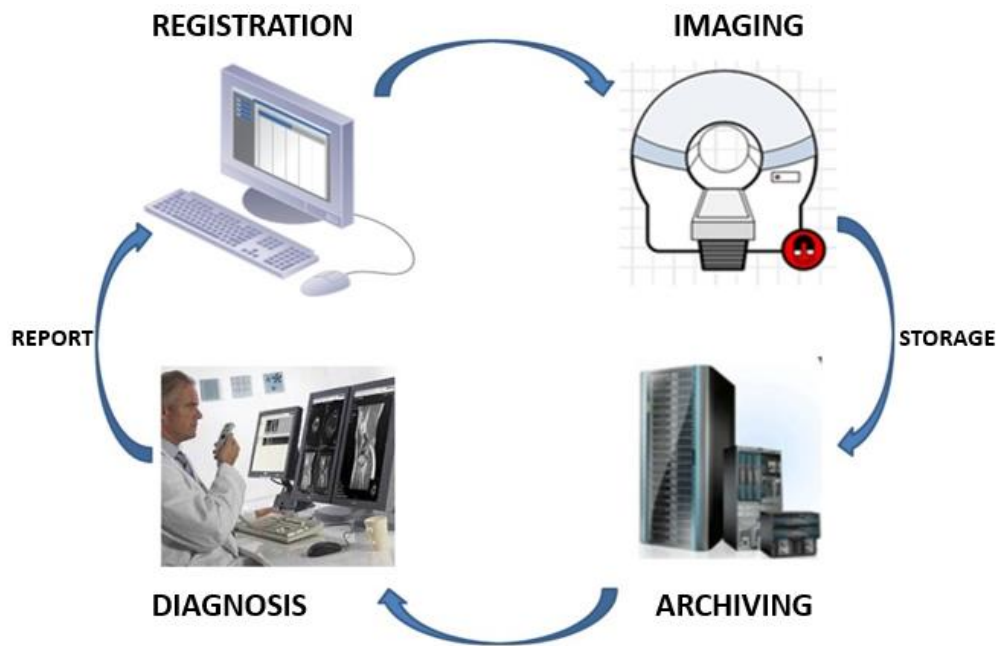 REGISTRATION
IMAGING
REPORT
STORAGE
DIAGNOSIS
ARCHIVING